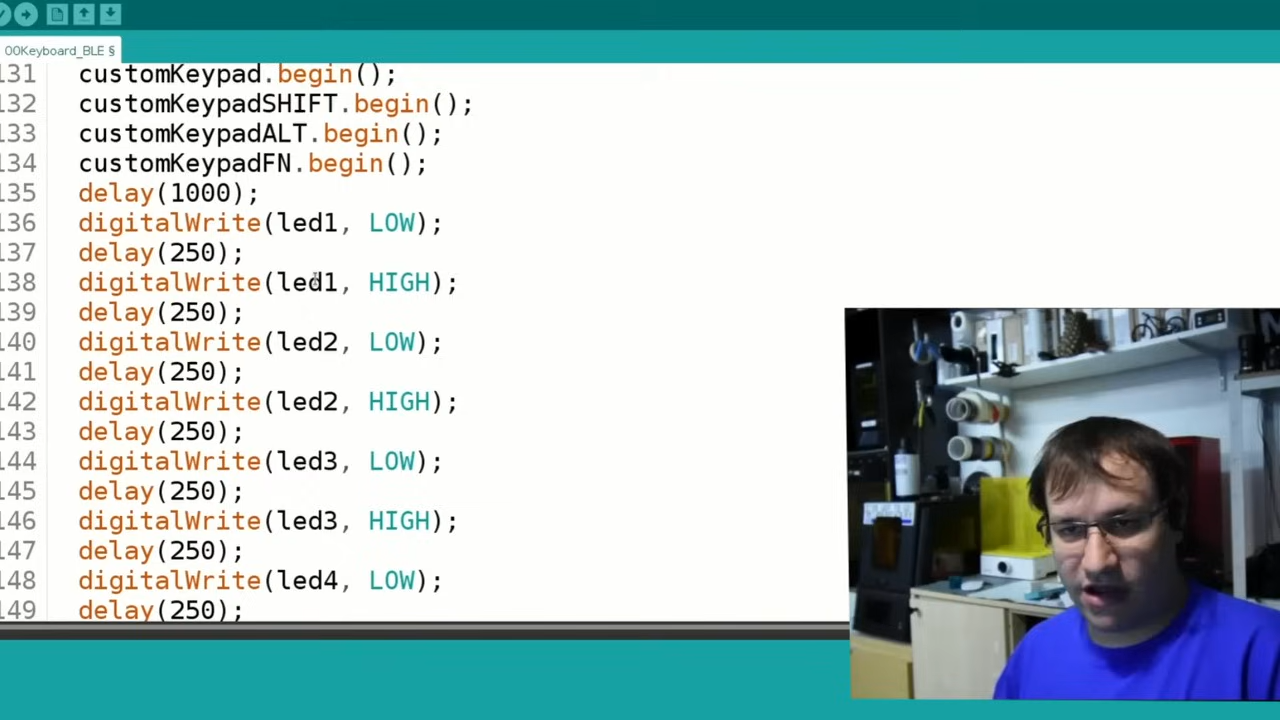 00Keyboard_BLE §
131 customKeypad.begin();
132 customKeypadSHIFT.begin();
133 customKeypadALT.begin();
134 customKeypadFN.begin();
135 delay(1000);
136 digitalWrite(led1, LOW);
137 delay(250);
138 digitalWrite(led1, HIGH);
139 delay(250);
140 digitalWrite(led2, LOW);
141 delay(250);
142 digitalWrite(led2, HIGH);
143 delay(250);
144 digitalWrite(led3, LOW);
145 delay(250);
146 digitalWrite(led3, HIGH);
147 delay(250);
148 digitalWrite(led4, LOW);
149 delay(250);